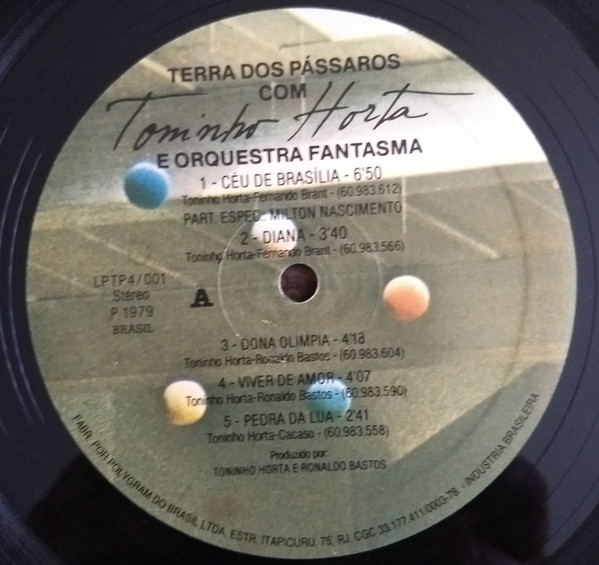 TERRA DOS PÁSSAROS
COM
Toninho Horta
E ORQUESTRA FANTASMA
1 - CÉU DE BRASÍLIA - 6'50
Toninho Horta-Fernando Brant - (60.983.612)
PART. ESPEC.: MILTON NASCIMENTO
2 - DIANA - 3'40
Toninho Horta-Fernando Brant - (60.983.566)
LPTP4/001
Stéreo
P 1979
BRASIL
A
3 - DONA OLIMPIA - 4'18
Toninho Horta-Ronaldo Bastos - (60.983.604)
4 - VIVER DE AMOR - 4'07
Toninho Horta-Ronaldo Bastos - (60.983.590)
5 - PEDRA DA LUA - 2'41
Toninho Horta-Cacaso - (60.983.558)
Produzido por:
TONINHO HORTA E RONALDO BASTOS
FABR. POR POLYGRAM DO BRASIL LTDA. ESTR. ITAPICURU, 75, RJ. CGC 33.177.411/0003-78 - INDÚSTRIA BRASILEIRA